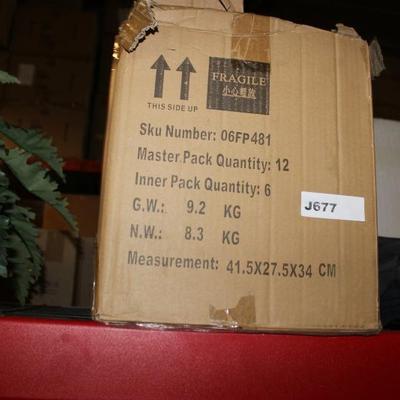 FRAGILE
小心輕放
THIS SIDE UP
Sku Number: 06FP481
Master Pack Quantity: 12
Inner Pack Quantity: 6
J677
G.W.: 9.2 KG
N.W.: 8.3 KG
Measurement: 41.5X27.5X34 CM